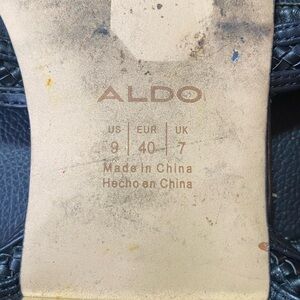 ALDO
US | EUR | UK
9 | 40 | 7
Made in China
Hecho en China